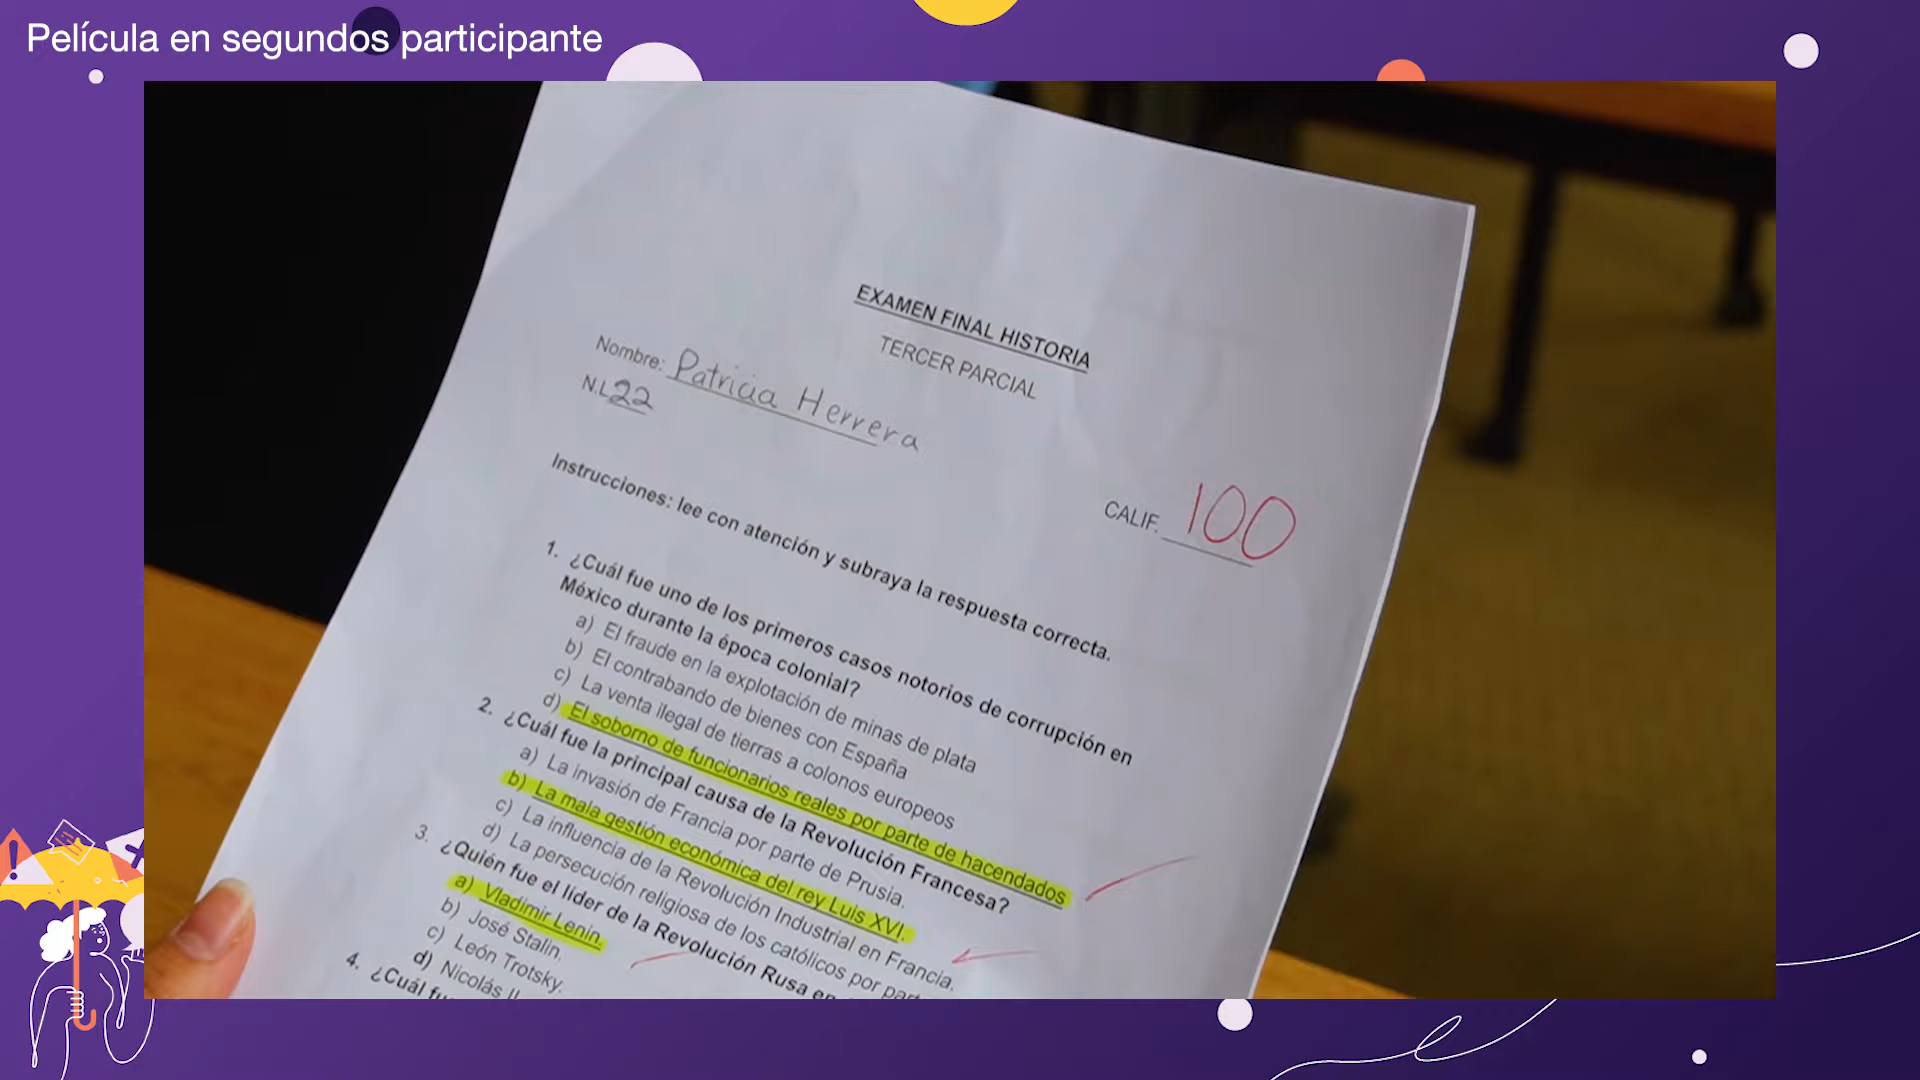 Película en segundos participante
EXAMEN FINAL HISTORIA
TERCER PARCIAL
Nombre: Patricia Herrera
N.L 22
CALIF. 100
Instrucciones: lee con atención y subraya la respuesta correcta.
1. ¿Cuál fue uno de los primeros casos notorios de corrupción en
México durante la época colonial?
a) El fraude en la explotación de minas de plata
b) El contrabando de bienes con España
c) La venta ilegal de tierras a colonos europeos
d) El soborno de funcionarios reales por parte de hacendados
2. ¿Cuál fue la principal causa de la Revolución Francesa?
a) La invasión de Francia por parte de Prusia.
b) La mala gestión económica del rey Luis XVI.
c) La influencia de la Revolución Industrial en Francia.
d) La persecución religiosa de los católicos por
3. ¿Quién fue el líder de la Revolución Rusa en
a) Vladimir Lenin.
b) José Stalin.
c) León Trotsky.
d) Nicolás II
4. ¿Cuál